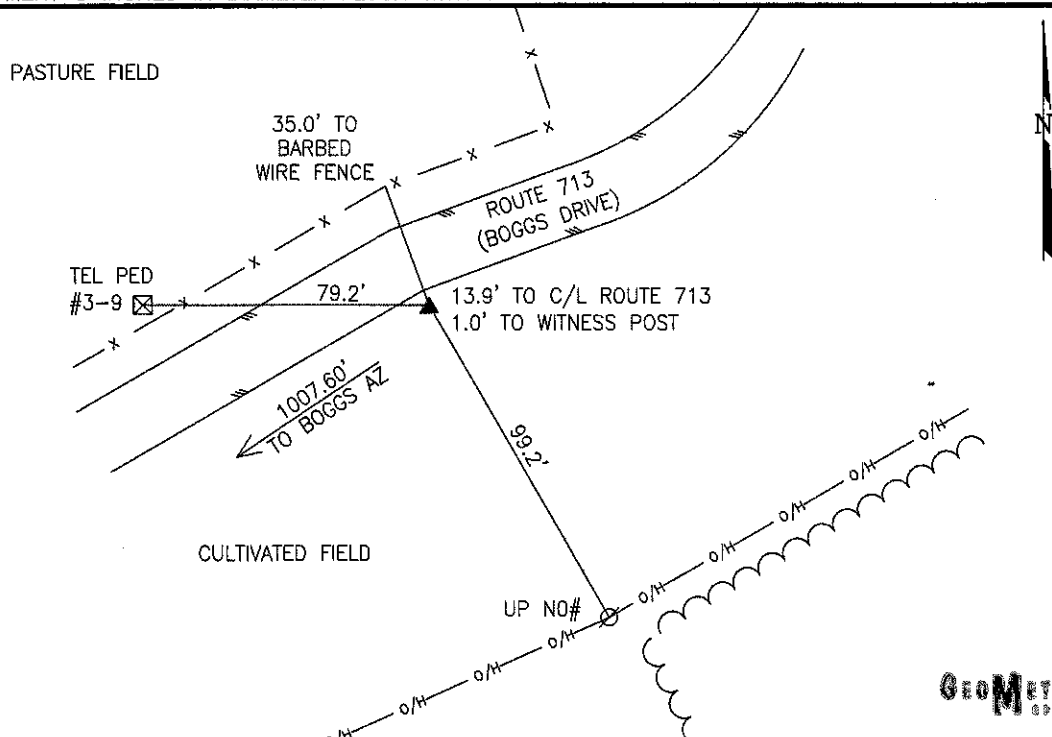 PASTURE FIELD
35.0' TO
BARBED
WIRE FENCE
N
ROUTE 713
(BOGGS DRIVE)
TEL PED
#3-9
79.2'
13.9' TO C/L ROUTE 713
1.0' TO WITNESS POST
1007.60'
TO BOGGS AZ
99.2'
CULTIVATED FIELD
UP NO#
x
x
x
x
x
x
x
x
O/H
O/H
O/H
O/H
O/H
O/H
O/H
O/H
O/H